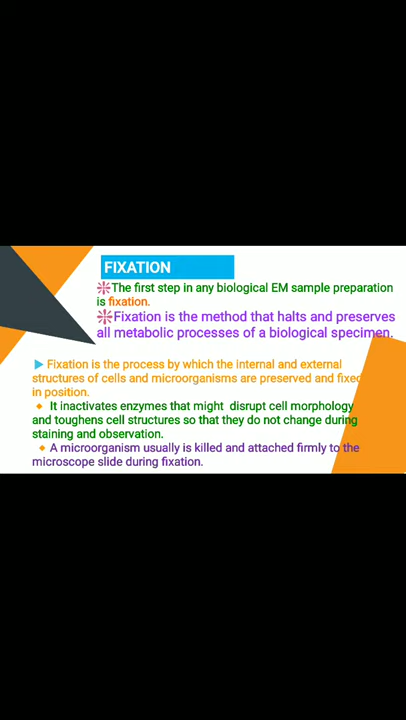 FIXATION
The first step in any biological EM sample preparation
is fixation.
Fixation is the method that halts and preserves
all metabolic processes of a biological specimen.
Fixation is the process by which the internal and external
structures of cells and microorganisms are preserved and fixed
in position.
It inactivates enzymes that might disrupt cell morphology
and toughens cell structures so that they do not change during
staining and observation.
A microorganism usually is killed and attached firmly to the
microscope slide during fixation.